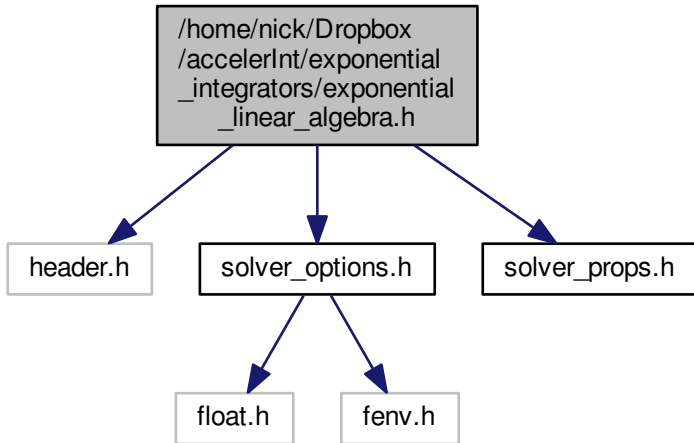 /home/nick/Dropbox
/accelerInt/exponential
_integrators/exponential
_linear_algebra.h
header.h
solver_options.h
solver_props.h
float.h
fenv.h